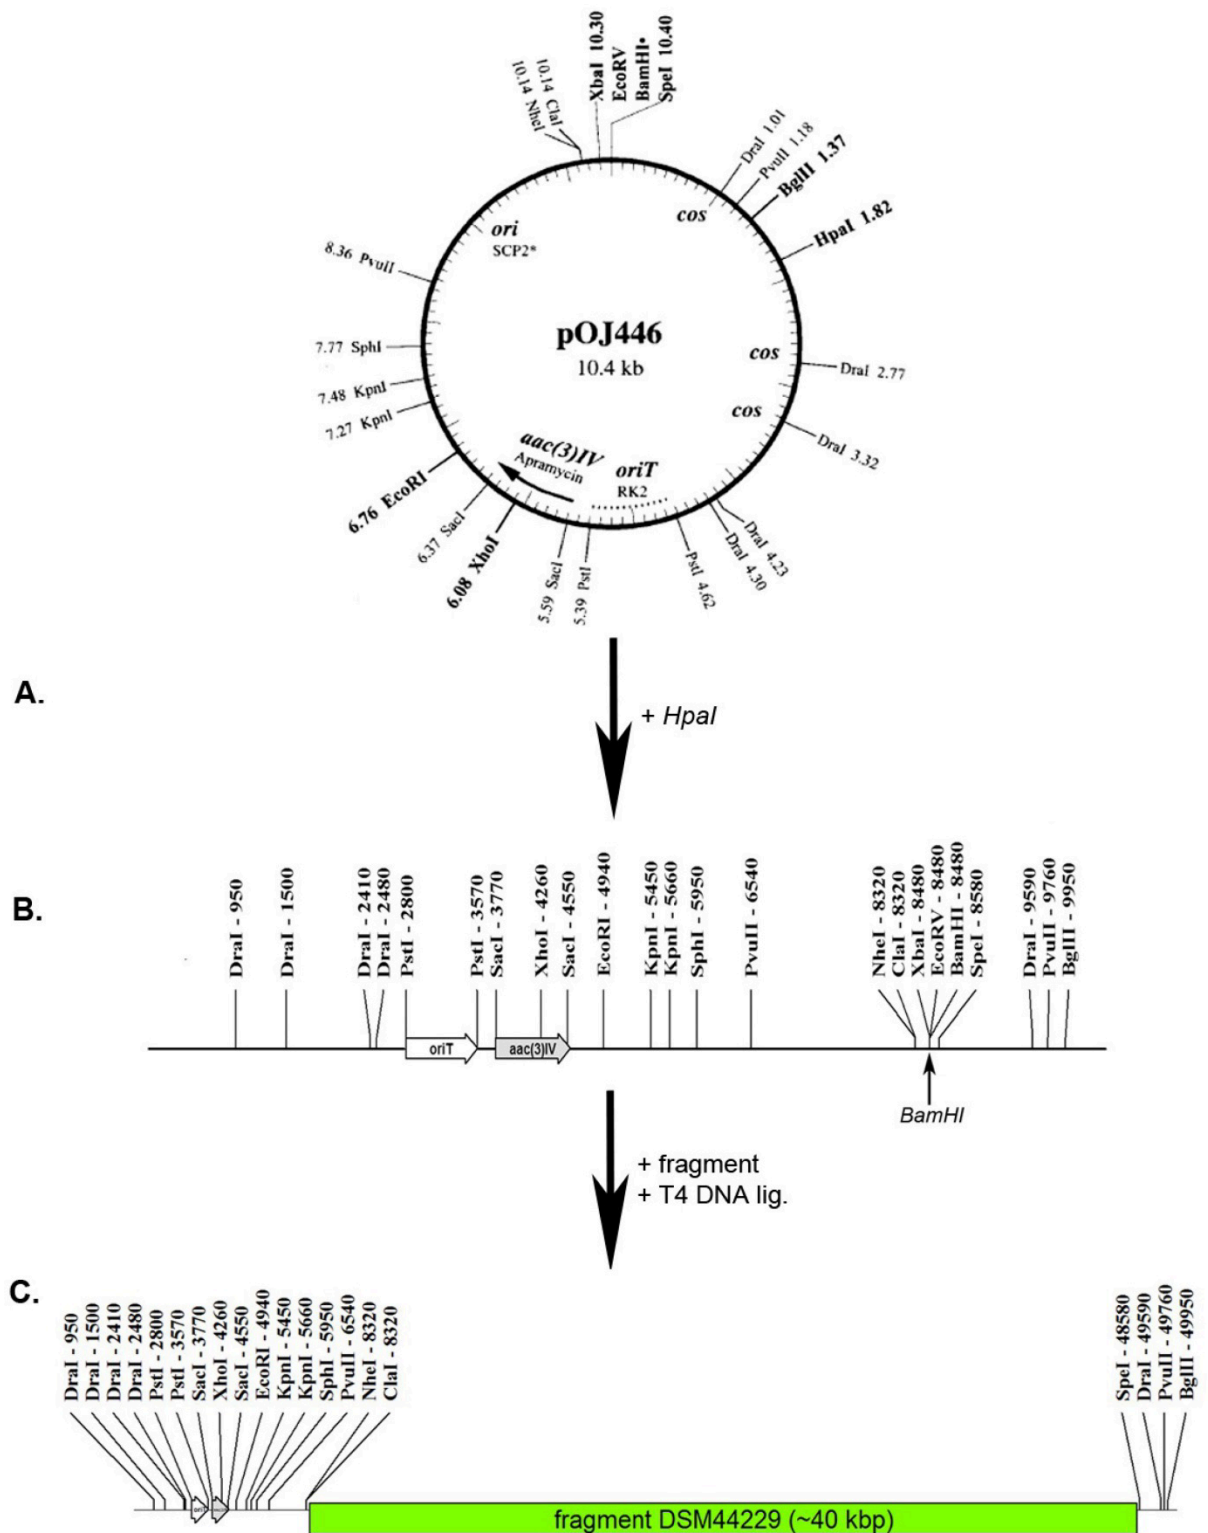 XbaI 10.30
EcoRV
BamHI•
SpeI 10.40
10.14 ClaI
10.14 NheI
DraI 1.01
PvuII 1.18
BglII 1.37
HpaI 1.82
cos
ori
SCP2*
8.36 PvuII
pOJ446
10.4 kb
7.77 SphI
cos
DraI 2.77
7.48 KpnI
7.27 KpnI
cos
DraI 3.32
aac(3)IV
Apramycin
oriT
RK2
6.76 EcoRI
6.37 SacI
6.08 XhoI
5.59 SacI
5.39 PstI
PstI 4.62
DraI 4.30
DraI 4.23
A.
+ HpaI
B.
DraI - 950
DraI - 1500
DraI - 2410
DraI - 2480
PstI - 2800
PstI - 3570
SacI - 3770
XhoI - 4260
SacI - 4550
EcoRI - 4940
KpnI - 5450
KpnI - 5660
SphI - 5950
PvuII - 6540
NheI - 8320
ClaI - 8320
XbaI - 8480
EcoRV - 8480
BamHI - 8480
SpeI - 8580
DraI - 9590
PvuII - 9760
BglII - 9950
oriT
aac(3)IV
BamHI
+ fragment
+ T4 DNA lig.
C.
DraI - 950
DraI - 1500
DraI - 2410
DraI - 2480
PstI - 2800
PstI - 3570
SacI - 3770
XhoI - 4260
SacI - 4550
EcoRI - 4940
KpnI - 5450
KpnI - 5660
SphI - 5950
PvuII - 6540
NheI - 8320
ClaI - 8320
SpeI - 48580
DraI - 49590
PvuII - 49760
BglII - 49950
fragment DSM44229 (~40 kbp)